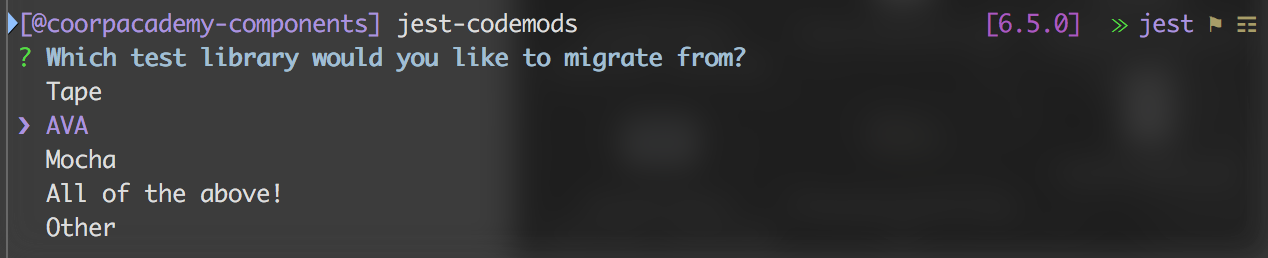 [@coorpacademy-components] jest-codemods [6.5.0] » jest ⚑ ☶
? Which test library would you like to migrate from?
Tape
❯ AVA
Mocha
All of the above!
Other